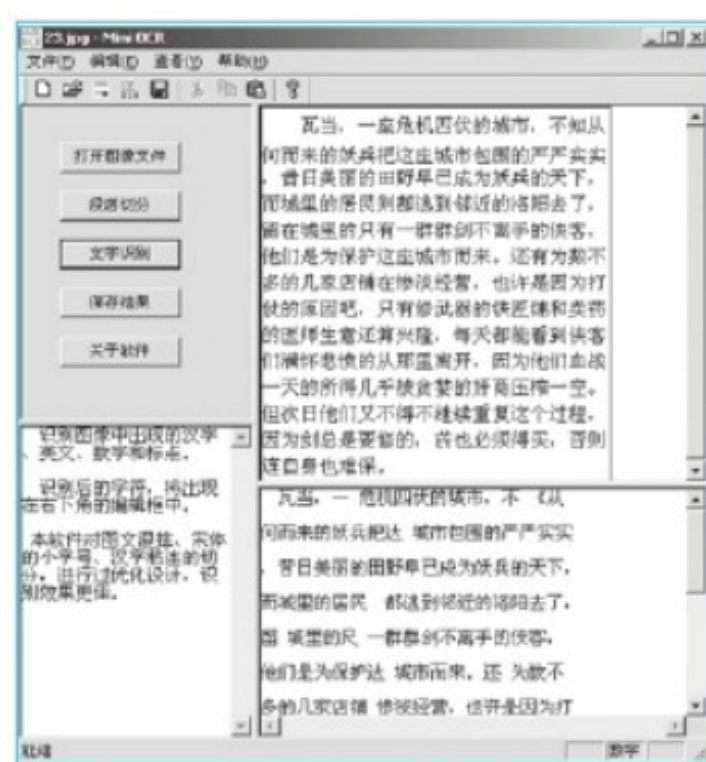 23.jpg - Mini OCR
文件(F) 编辑(E) 查看(V) 帮助(H)
打开图像文件
段落切分
文字识别
保存结果
关于软件
识别图像中出现的汉字
、英文、数字和标点。
识别后的字符，将出现
在右下角的编辑框中。
本软件对图文混排、宋体
的小字号、汉字粘连的切
分，进行过优化设计，识
别效果更佳。
瓦当，一座危机四伏的城市，不知从
何而来的妖兵把这座城市包围的严严实实
，昔日美丽的田野早已成为妖兵的天下，
而城里的居民则都逃到邻近的洛阳去了，
留在城里的只有一群群剑不离手的侠客，
他们是为保护这座城市而来。还有为数不
多的几家店铺在惨淡经营，也许是因为打
仗的原因吧，只有修武器的铁匠铺和卖药
的医师生意还算兴隆，每天都能看到侠客
们满怀悲愤的从那里离开，因为他们血战
一天的所得几乎被贪婪的奸商压榨一空。
但次日他们又不得不继续重复这个过程，
因为剑总是要修的，药也必须得买，否则
连自身也难保。
瓦当，一 危机四伏的城市，不 《从
何而来的妖兵把达 城市包围的严严实实
，昔日美丽的田野早已成为妖兵的天下，
而城里的居民 都逃到邻近的洛阳去了，
留 城里的尺 一群群剑不离手的侠客，
他们是为保护达 城市而来。还 为数不
多的几家店铺 惨淡经营，也许是因为打
就绪
数字